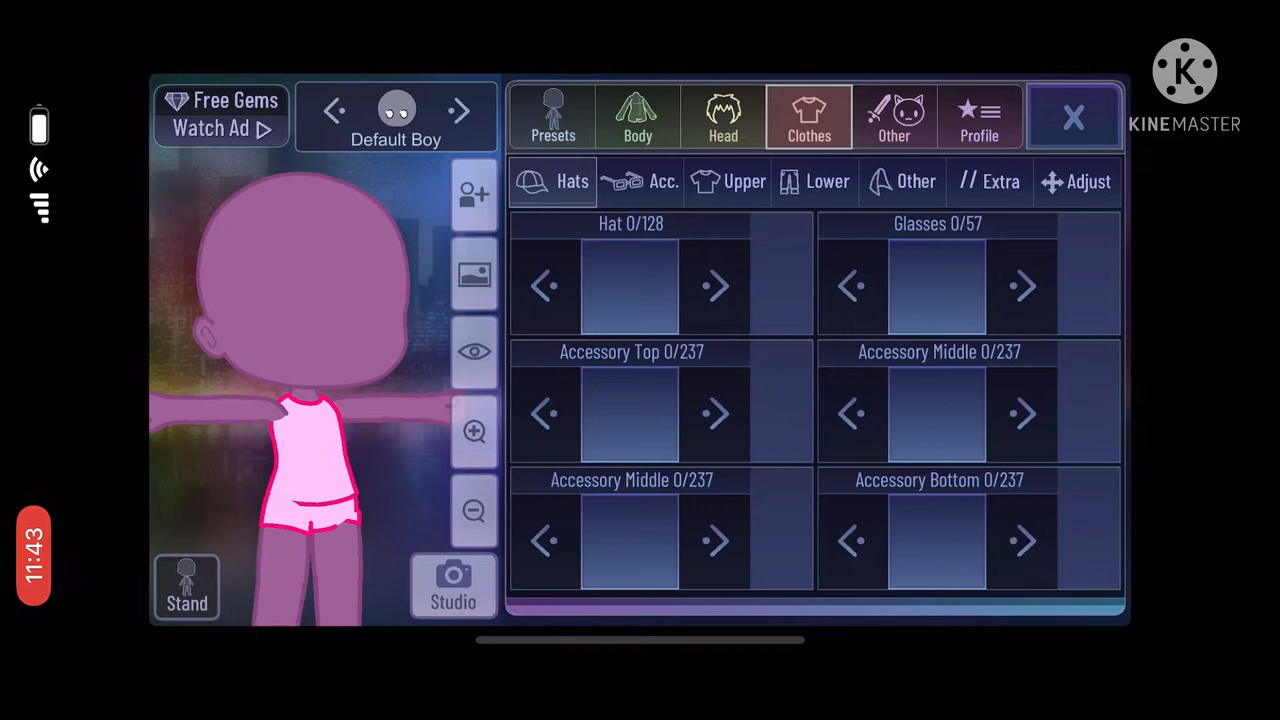 Free Gems
Watch Ad
Default Boy
Presets
Body
Head
Clothes
Other
Profile
X
K
KINEMASTER
Hats
Acc.
Upper
Lower
Other
Extra
Adjust
Hat 0/128
Glasses 0/57
Accessory Top 0/237
Accessory Middle 0/237
Accessory Middle 0/237
Accessory Bottom 0/237
11:43
Stand
Studio